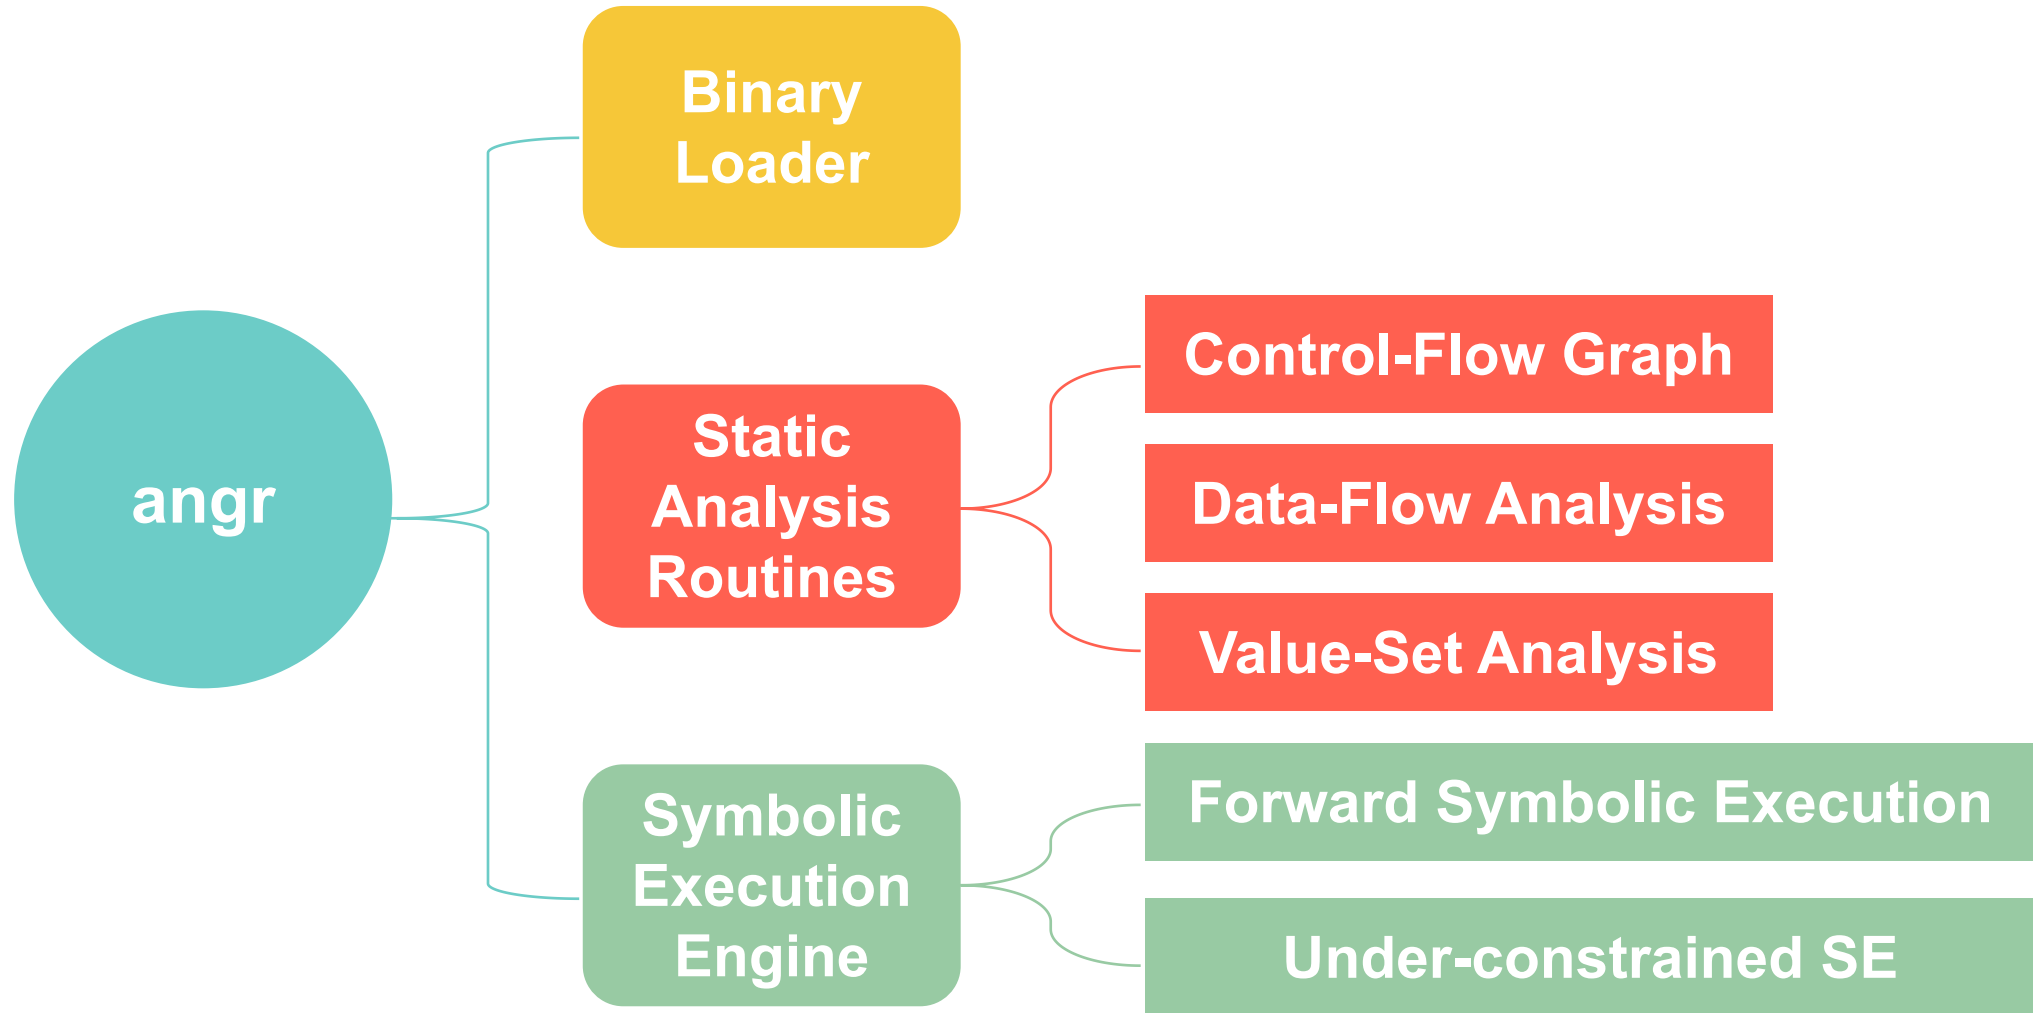 angr
Binary
Loader
Static
Analysis
Routines
Control-Flow Graph
Data-Flow Analysis
Value-Set Analysis
Symbolic
Execution
Engine
Forward Symbolic Execution
Under-constrained SE